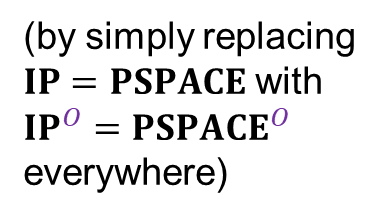 (by simply replacing
IP = PSPACE with
IP^O = PSPACE^O
everywhere)